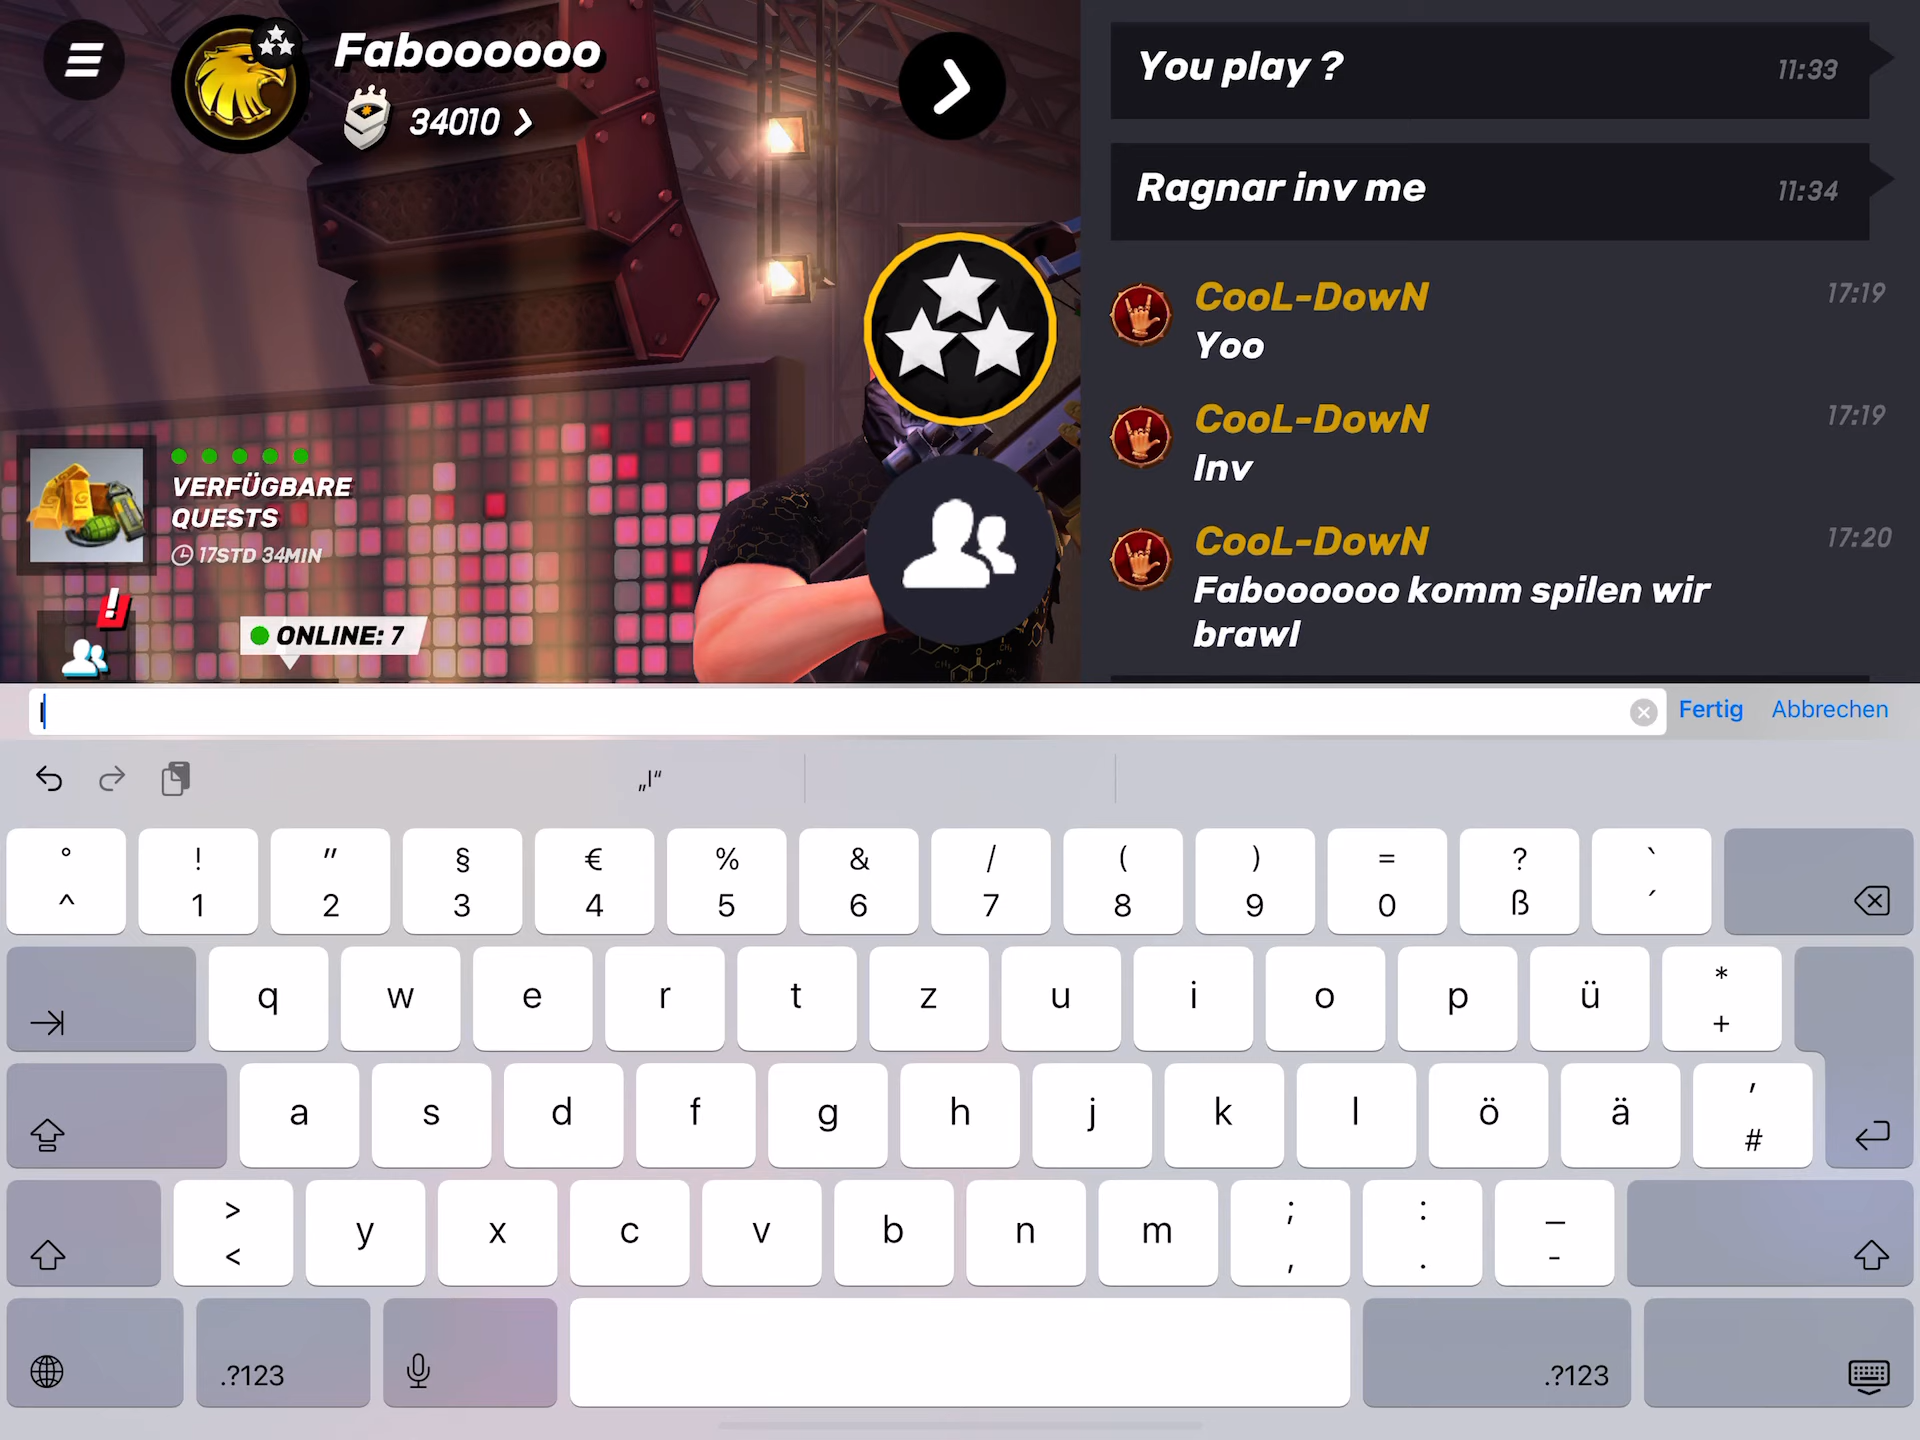 Faboooooo
34010
You play ?
11:33
Ragnar inv me
11:34
CooL-DowN
17:19
Yoo
CooL-DowN
17:19
Inv
CooL-DowN
17:20
Faboooooo komm spilen wir
brawl
VERFÜGBARE
QUESTS
17STD 34MIN
!
ONLINE: 7
l
Fertig
Abbrechen
„l“
° ! " § € % & / ( ) = ? `
^ 1 2 3 4 5 6 7 8 9 0 ß ´
q w e r t z u i o p ü * +
a s d f g h j k l ö ä ' #
> < y x c v b n m ; , : . _ -
.?123
.?123